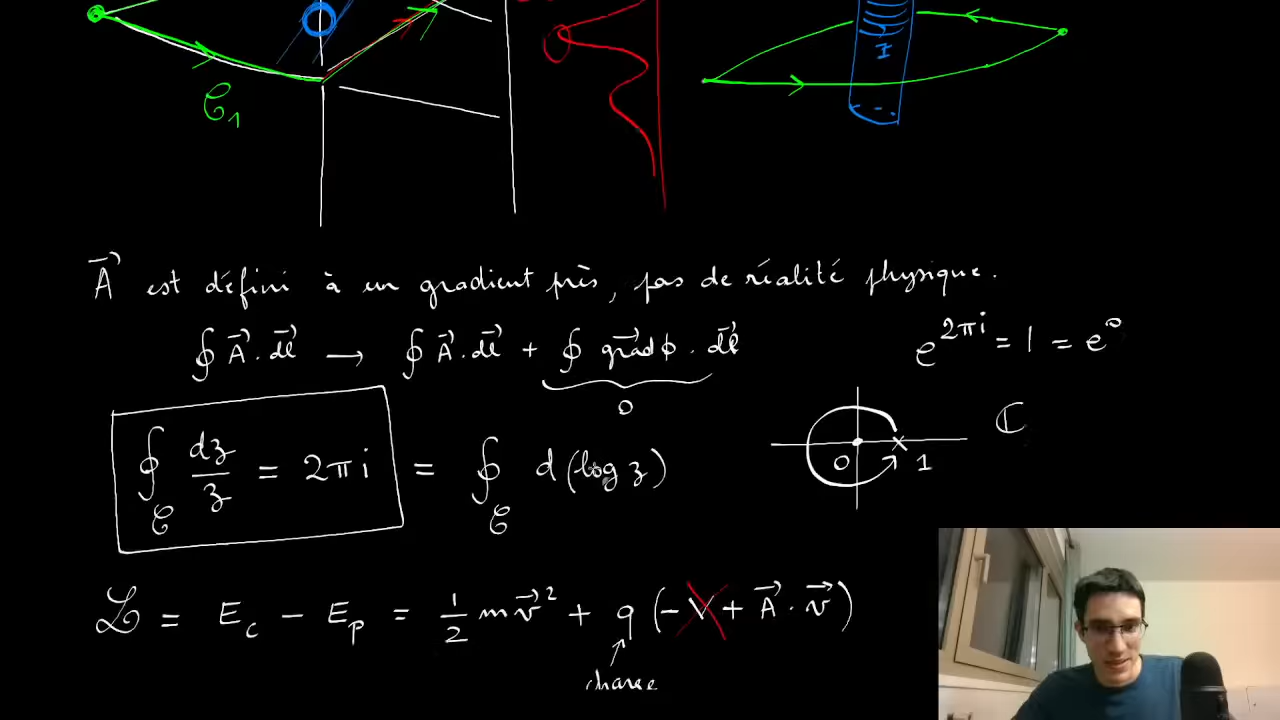 I
𝒞₁
A⃗ est défini à un gradient près, pas de réalité physique.
∮ A⃗ · dl⃗ → ∮ A⃗ · dl⃗ + ∮ grad⃗ ϕ · dl⃗
0
e^{2πi} = 1 = e^0
ℂ
0 1
∮_𝒞 dz/z = 2πi = ∮_𝒞 d(log z)
ℒ = E_c − E_p = 1/2 m v⃗² + q (−V + A⃗ · v⃗)
charge